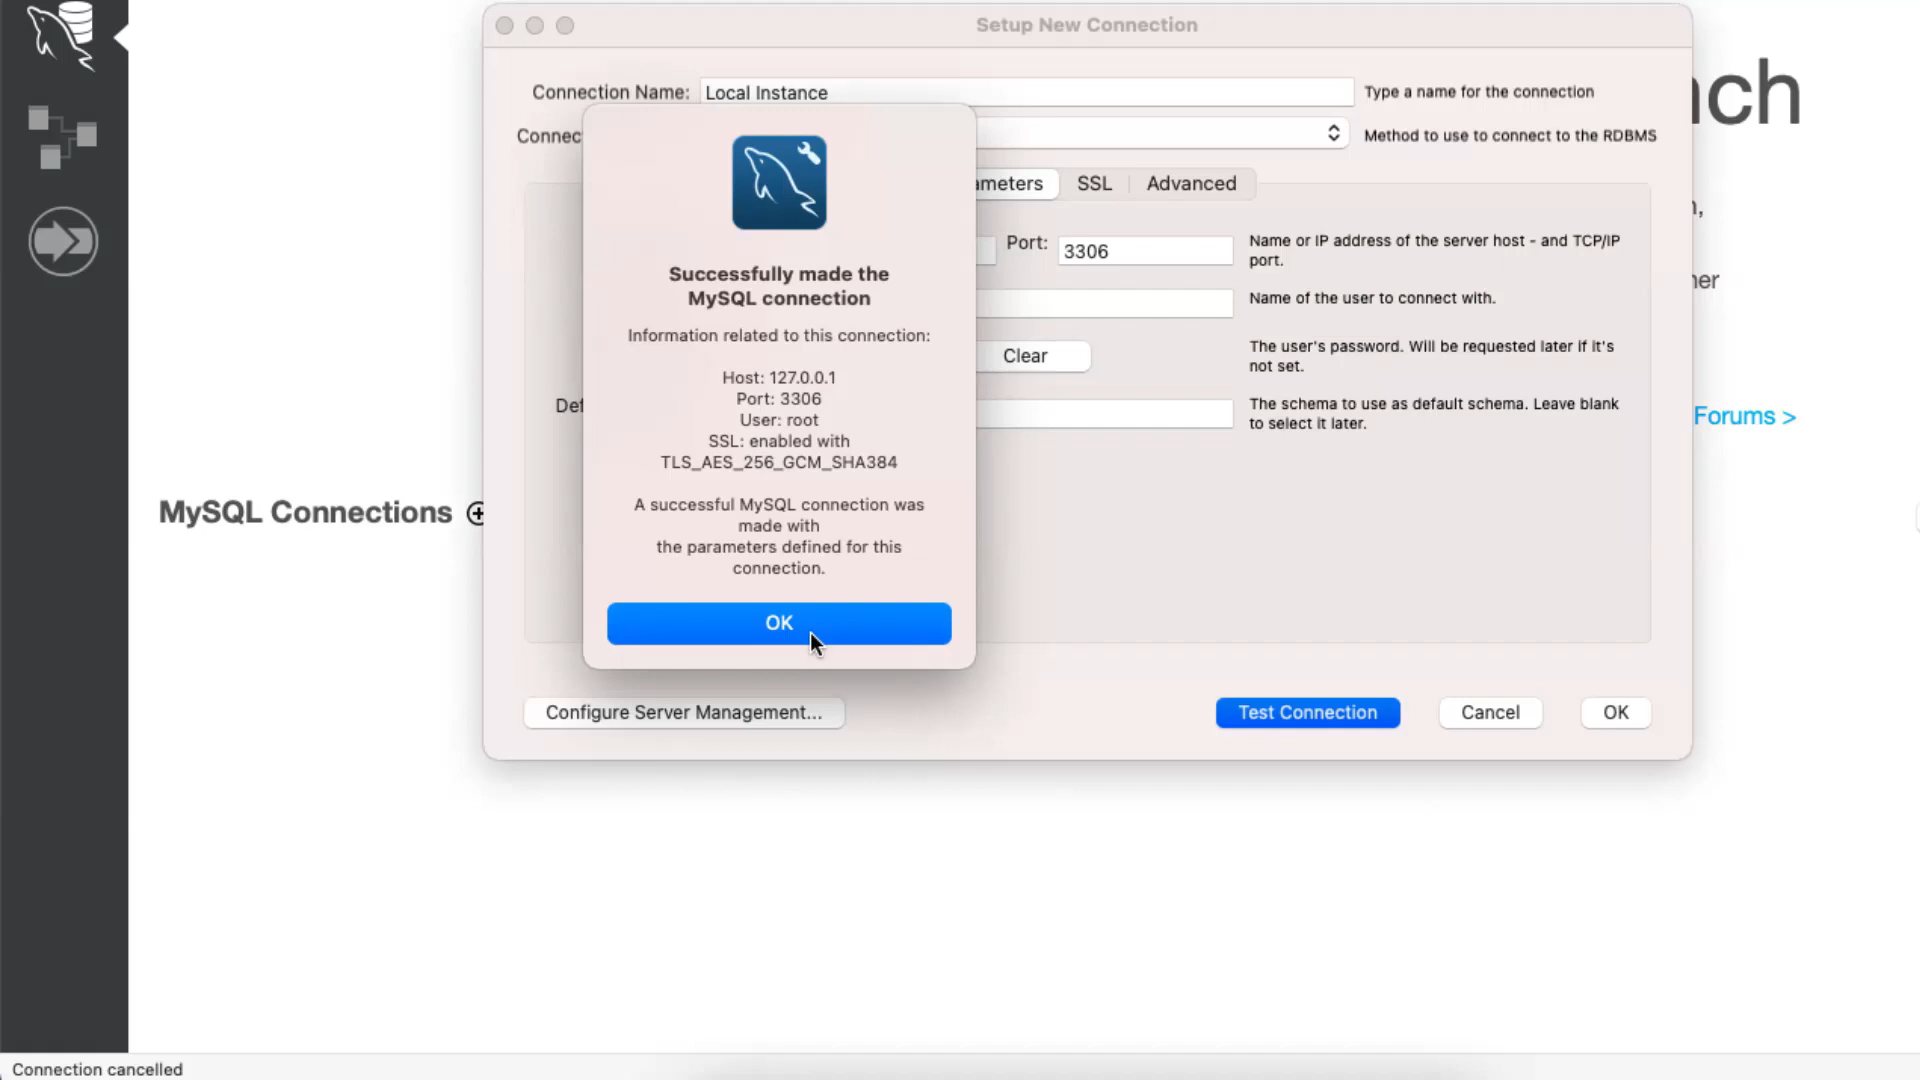 Setup New Connection
Connection Name: Local Instance Type a name for the connection
Connec Method to use to connect to the RDBMS
ameters SSL Advanced
Port: 3306 Name or IP address of the server host - and TCP/IP
port.
Name of the user to connect with.
Clear The user's password. Will be requested later if it's
not set.
Def The schema to use as default schema. Leave blank
to select it later.
Successfully made the
MySQL connection
Information related to this connection:
Host: 127.0.0.1
Port: 3306
User: root
SSL: enabled with
TLS_AES_256_GCM_SHA384
A successful MySQL connection was
made with
the parameters defined for this
connection.
OK
Configure Server Management... Test Connection Cancel OK
nch
n,
her
Forums >
MySQL Connections
Connection cancelled